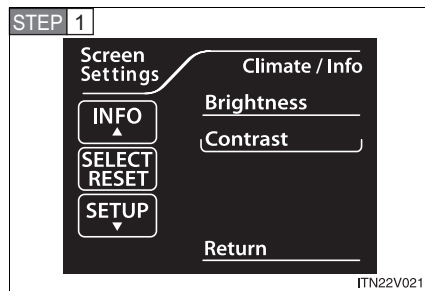 STEP 1
Screen
Settings
Climate / Info
INFO
Brightness
Contrast
SELECT
RESET
SETUP
Return
ITN22V021